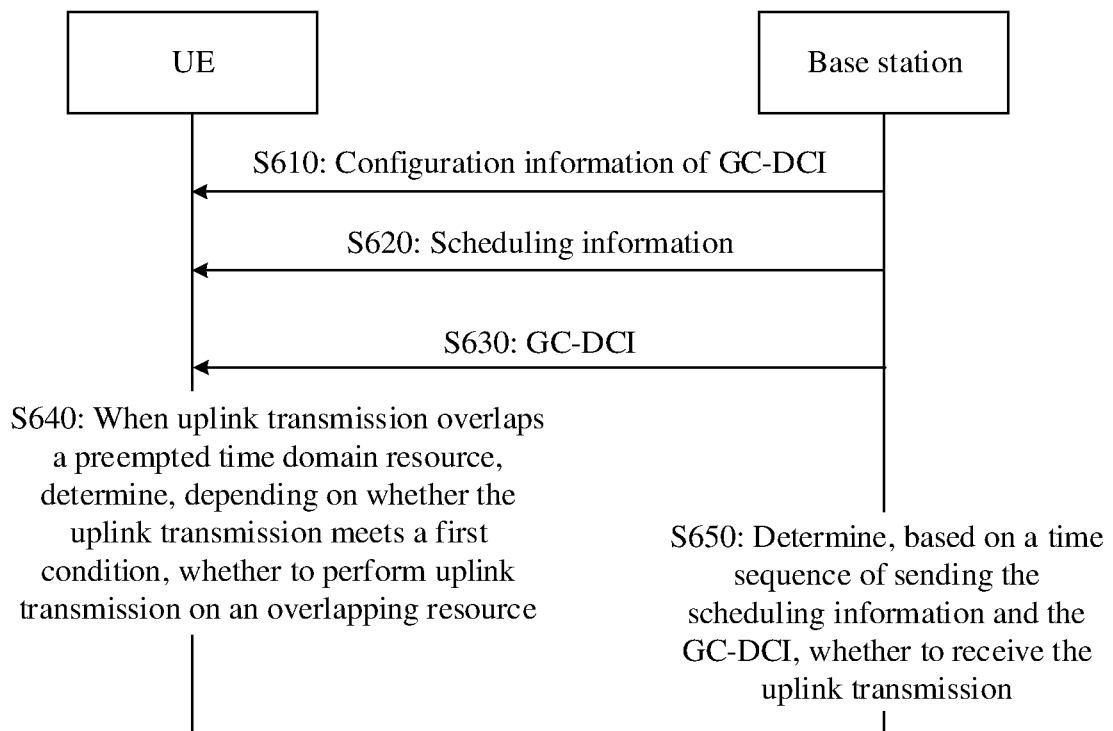 UE
Base station
S610: Configuration information of GC-DCI
S620: Scheduling information
S630: GC-DCI
S640: When uplink transmission overlaps
a preempted time domain resource,
determine, depending on whether the
uplink transmission meets a first
condition, whether to perform uplink
transmission on an overlapping resource
S650: Determine, based on a time
sequence of sending the
scheduling information and the
GC-DCI, whether to receive the
uplink transmission